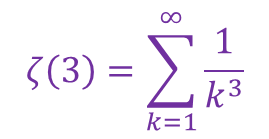 ζ(3) = ∑_{k=1}^{∞} 1/k³